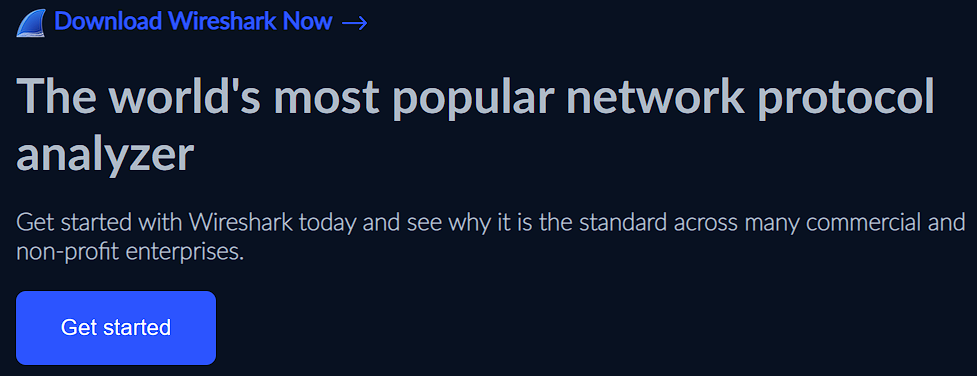 Download Wireshark Now →
The world's most popular network protocol
analyzer
Get started with Wireshark today and see why it is the standard across many commercial and
non-profit enterprises.
Get started